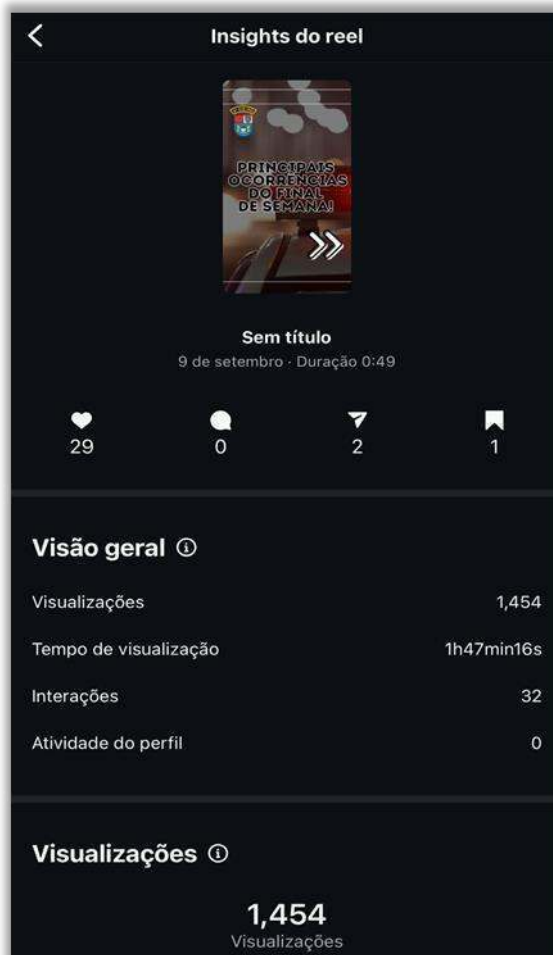 Insights do reel
PRINCIPAIS
OCORRÊNCIAS
DO FINAL
DE SEMANA!
Sem título
9 de setembro · Duração 0:49
29
0
2
1
Visão geral
Visualizações 1,454
Tempo de visualização 1h47min16s
Interações 32
Atividade do perfil 0
Visualizações
1,454
Visualizações